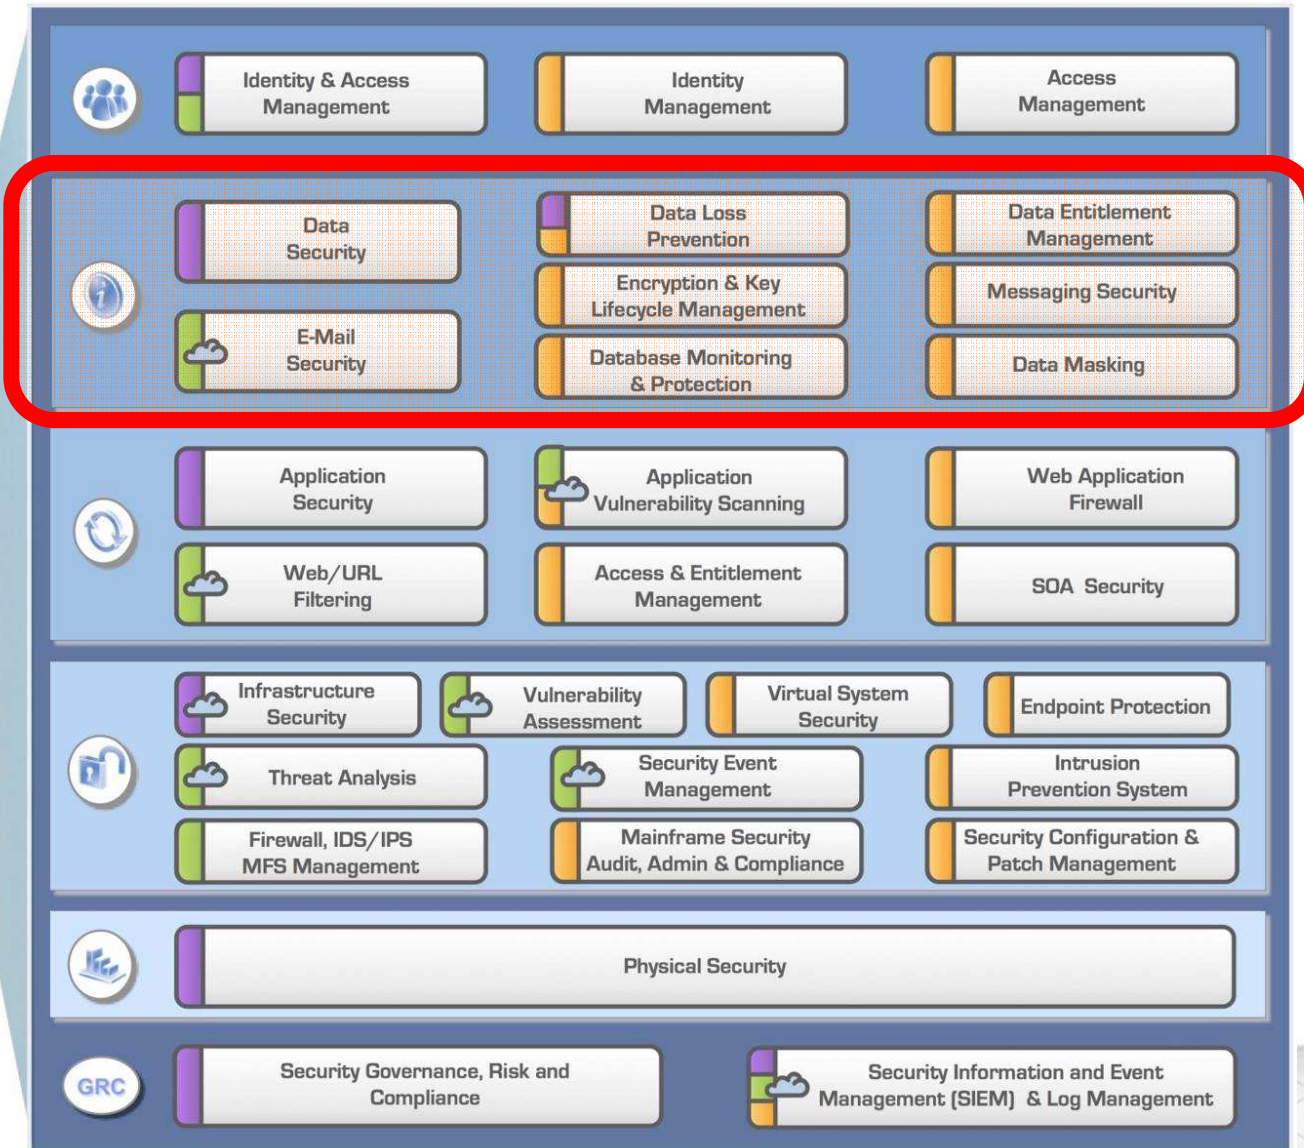 Identity & Access
Management
Identity
Management
Access
Management
Data
Security
Data Loss
Prevention
Data Entitlement
Management
Encryption & Key
Lifecycle Management
Messaging Security
E-Mail
Security
Database Monitoring
& Protection
Data Masking
Application
Security
Application
Vulnerability Scanning
Web Application
Firewall
Web/URL
Filtering
Access & Entitlement
Management
SOA Security
Infrastructure
Security
Vulnerability
Assessment
Virtual System
Security
Endpoint Protection
Threat Analysis
Security Event
Management
Intrusion
Prevention System
Firewall, IDS/IPS
MFS Management
Mainframe Security
Audit, Admin & Compliance
Security Configuration &
Patch Management
Physical Security
GRC
Security Governance, Risk and
Compliance
Security Information and Event
Management (SIEM) & Log Management